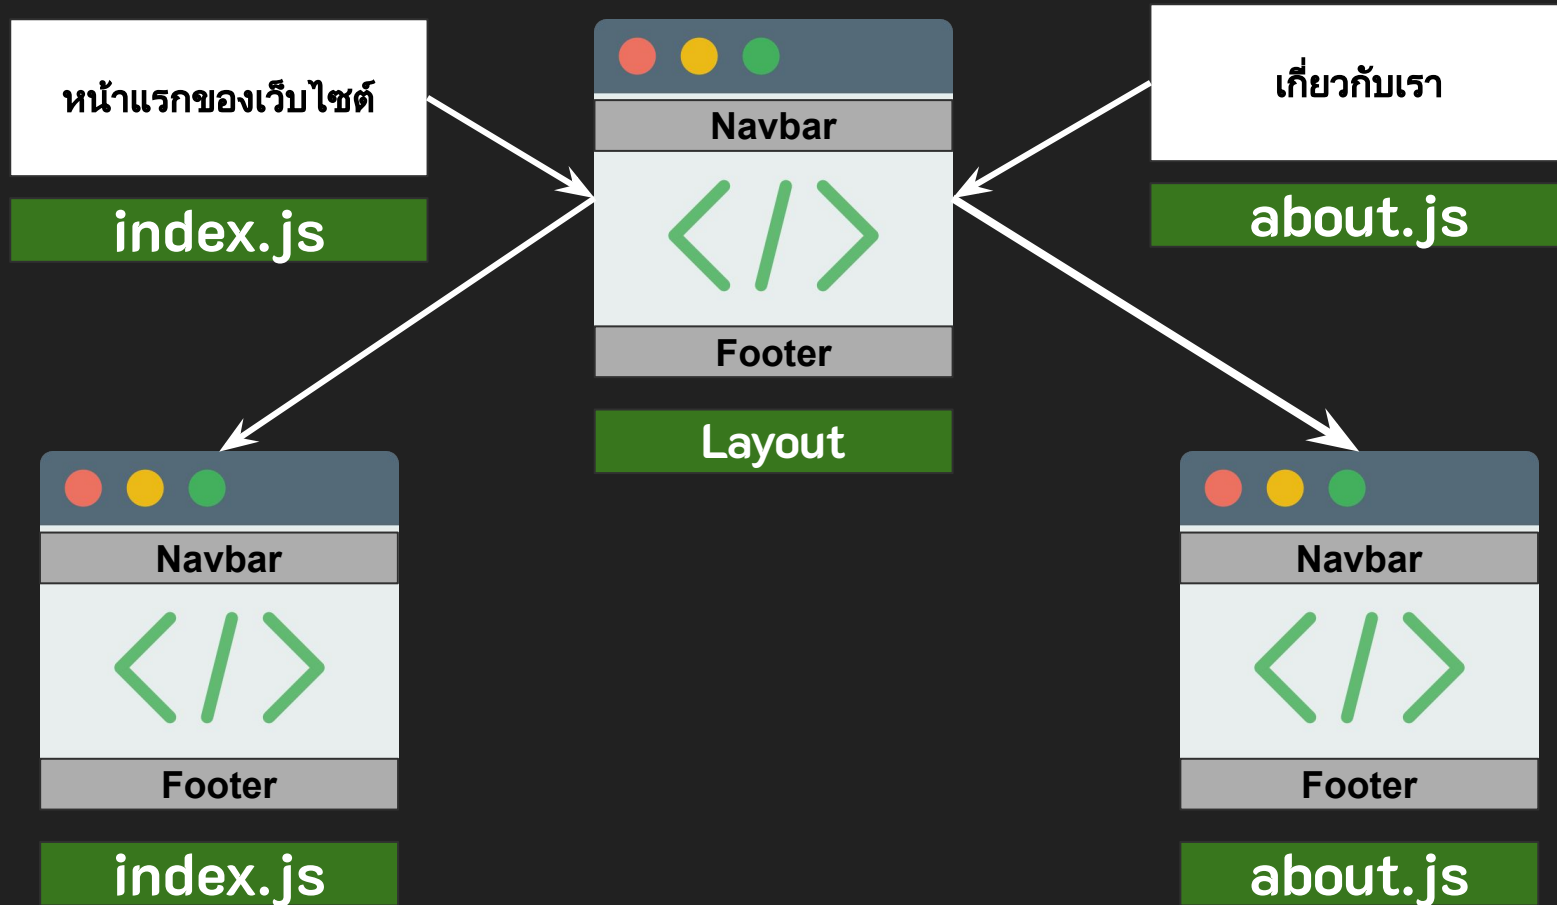 หน้าแรกของเว็บไซต์
index.js
Navbar
</>
Footer
Layout
เกี่ยวกับเรา
about.js
Navbar
</>
Footer
index.js
Navbar
</>
Footer
about.js